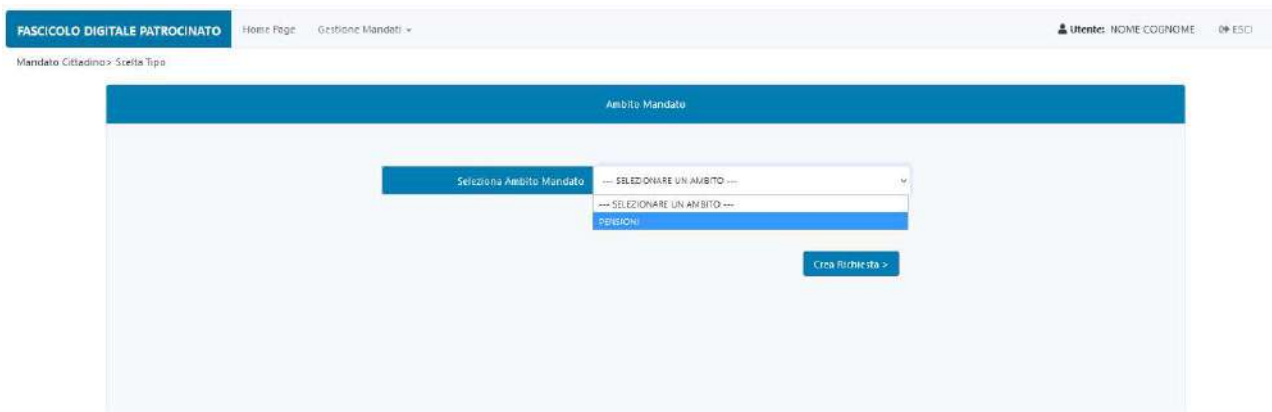 FASCICOLO DIGITALE PATROCINATO Home Page Gestione Mandati Utente: NOME COGNOME ESCI
Mandato Cittadino> Scelta Tipo
Ambito Mandato
Seleziona Ambito Mandato --- SELEZIONARE UN AMBITO ---
--- SELEZIONARE UN AMBITO ---
PENSIONI
Crea Richiesta >